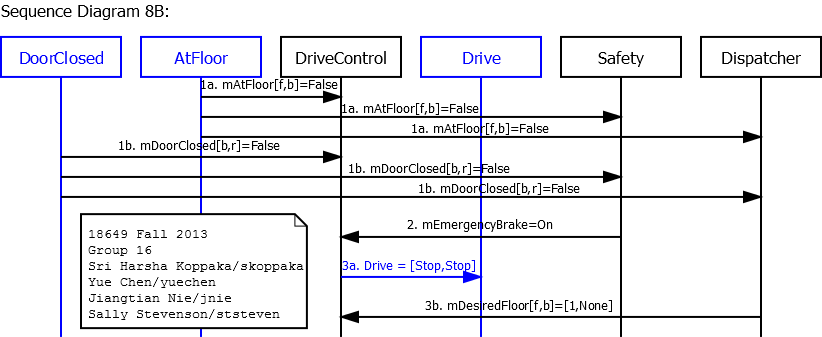 Sequence Diagram 8B:
DoorClosed
AtFloor
DriveControl
Drive
Safety
Dispatcher
1a. mAtFloor[f,b]=False
1a. mAtFloor[f,b]=False
1a. mAtFloor[f,b]=False
1b. mDoorClosed[b,r]=False
1b. mDoorClosed[b,r]=False
1b. mDoorClosed[b,r]=False
2. mEmergencyBrake=On
3a. Drive = [Stop,Stop]
3b. mDesiredFloor[f,b]=[1,None]
18649 Fall 2013
Group 16
Sri Harsha Koppaka/skoppaka
Yue Chen/yuechen
Jiangtian Nie/jnie
Sally Stevenson/ststeven